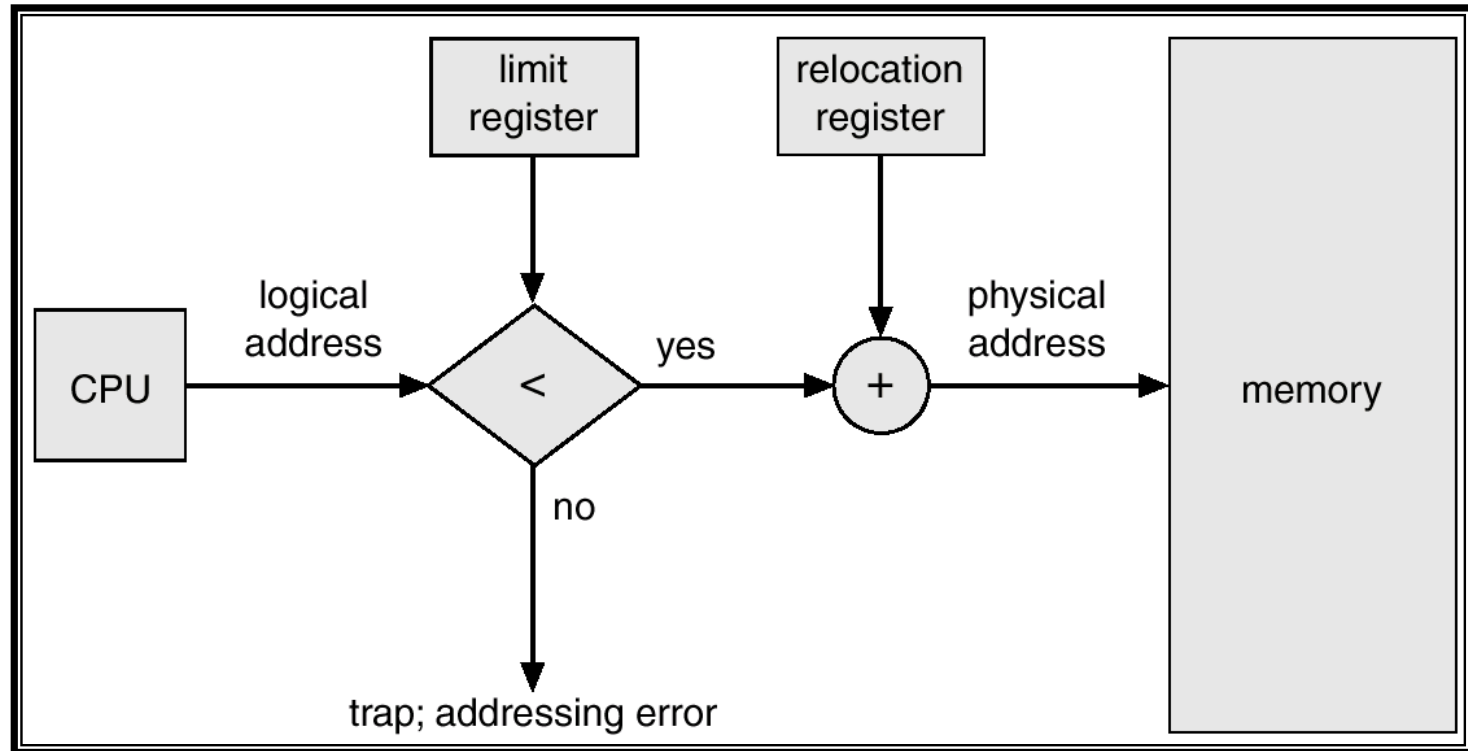 limit
register
relocation
register
logical
address
physical
address
yes
CPU
<
+
memory
no
trap; addressing error